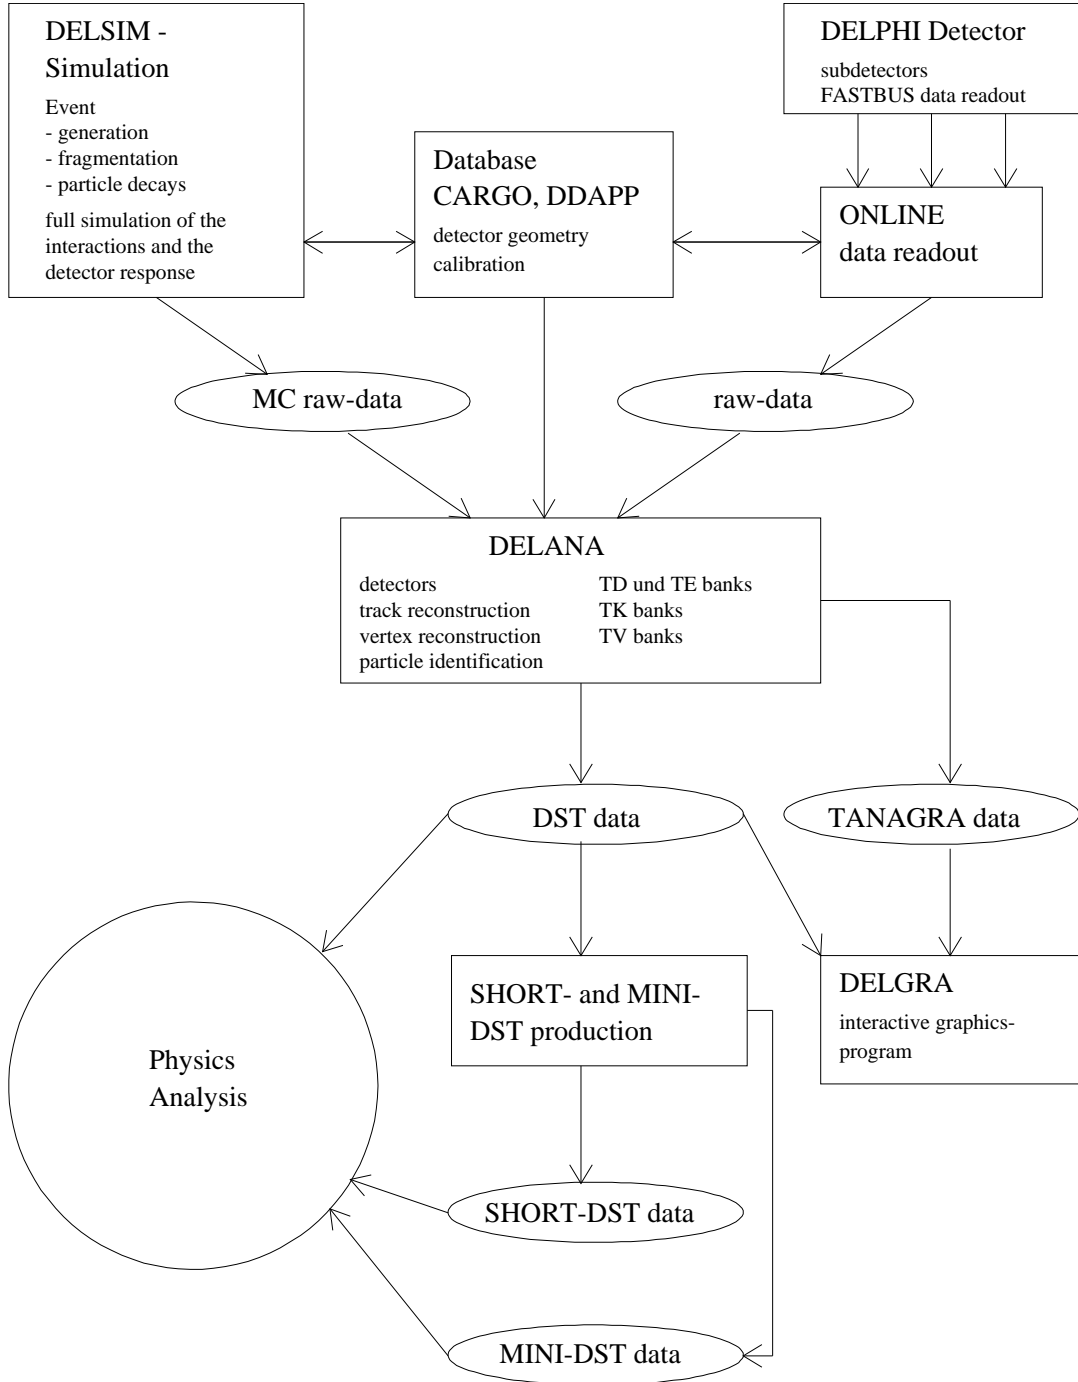 DELSIM -
Simulation
Event
- generation
- fragmentation
- particle decays
full simulation of the
interactions and the
detector response
DELPHI Detector
subdetectors
FASTBUS data readout
Database
CARGO, DDAPP
detector geometry
calibration
ONLINE
data readout
MC raw-data
raw-data
DELANA
detectors
track reconstruction
vertex reconstruction
particle identification
TD und TE banks
TK banks
TV banks
DST data
TANAGRA data
SHORT- and MINI-
DST production
DELGRA
interactive graphics-
program
Physics
Analysis
SHORT-DST data
MINI-DST data